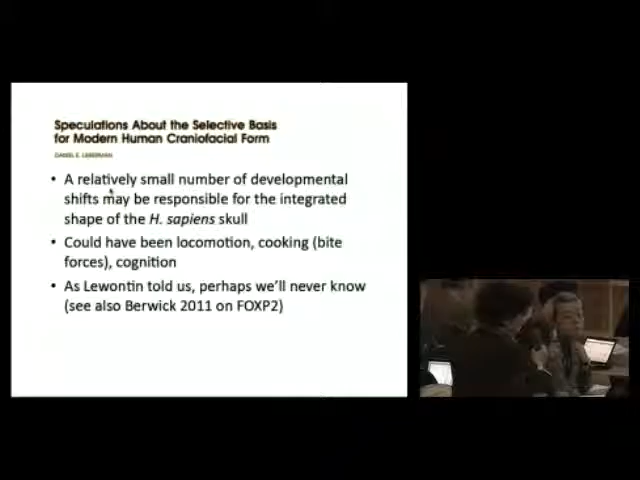 Speculations About the Selective Basis
for Modern Human Craniofacial Form
DANIEL E. LIEBERMAN
• A relatively small number of developmental
shifts may be responsible for the integrated
shape of the H. sapiens skull
• Could have been locomotion, cooking (bite
forces), cognition
• As Lewontin told us, perhaps we'll never know
(see also Berwick 2011 on FOXP2)